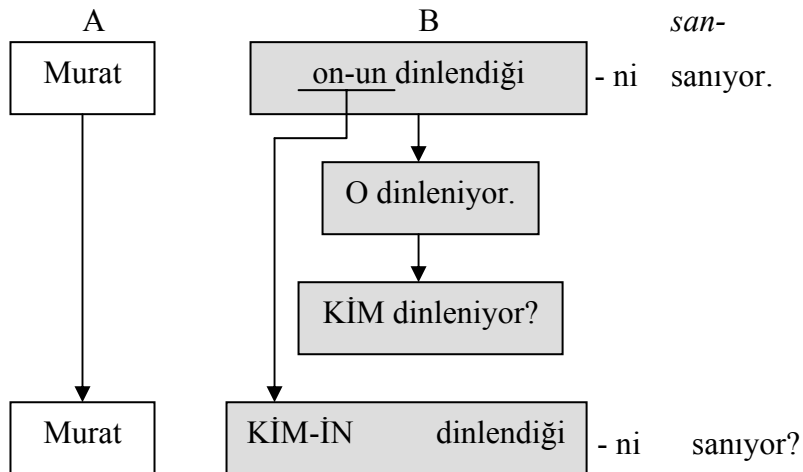 A B san-
Murat on-un dinlendiği - ni sanıyor.
O dinleniyor.
KİM dinleniyor?
Murat KİM-İN dinlendiği - ni sanıyor?